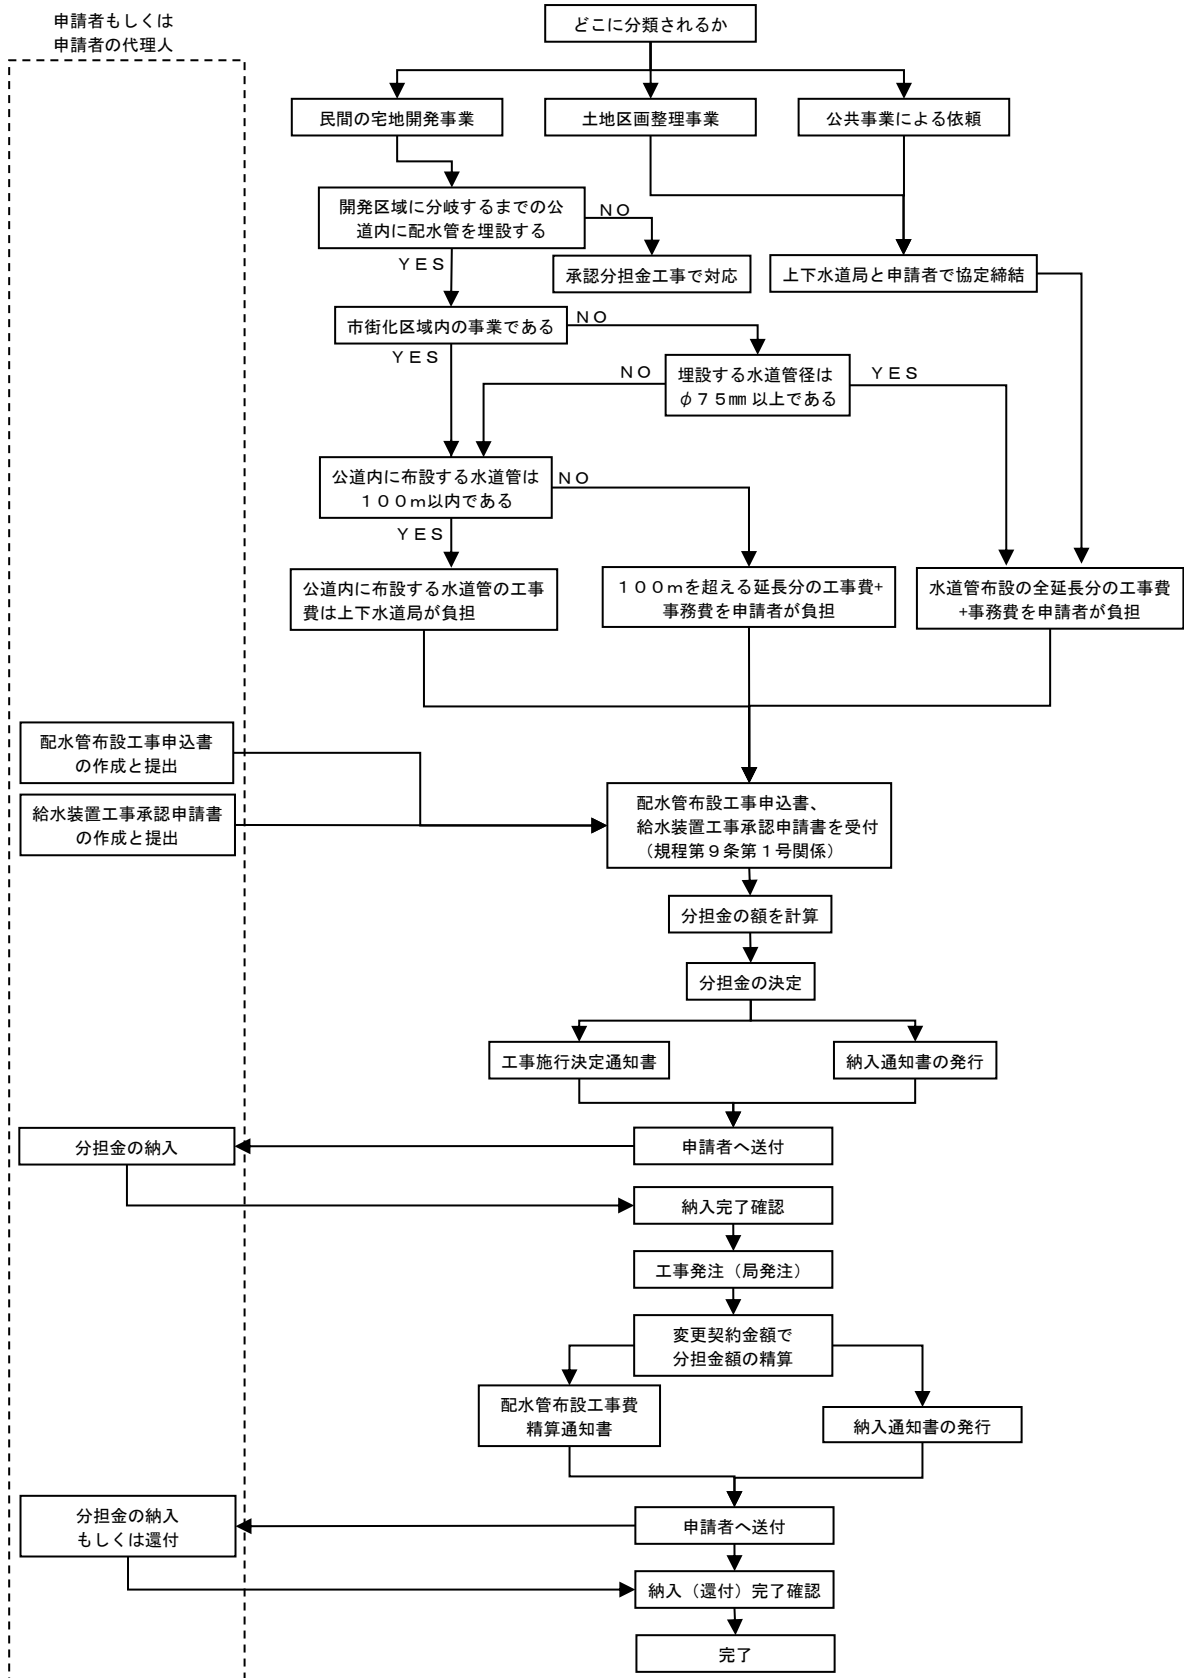 申請者もしくは
申請者の代理人
どこに分類されるか
民間の宅地開発事業
土地区画整理事業
公共事業による依頼
開発区域に分岐するまでの公
道内に配水管を埋設する
ＮＯ
ＹＥＳ
承認分担金工事で対応
上下水道局と申請者で協定締結
市街化区域内の事業である
ＮＯ
ＹＥＳ
埋設する水道管径は
φ７５㎜以上である
ＮＯ
ＹＥＳ
公道内に布設する水道管は
１００ｍ以内である
ＮＯ
ＹＥＳ
公道内に布設する水道管の工事
費は上下水道局が負担
１００ｍを超える延長分の工事費+
事務費を申請者が負担
水道管布設の全延長分の工事費
+事務費を申請者が負担
配水管布設工事申込書
の作成と提出
給水装置工事承認申請書
の作成と提出
配水管布設工事申込書、
給水装置工事承認申請書を受付
（規程第９条第１号関係）
分担金の額を計算
分担金の決定
工事施行決定通知書
納入通知書の発行
分担金の納入
申請者へ送付
納入完了確認
工事発注（局発注）
変更契約金額で
分担金額の精算
配水管布設工事費
精算通知書
納入通知書の発行
分担金の納入
もしくは還付
申請者へ送付
納入（還付）完了確認
完了